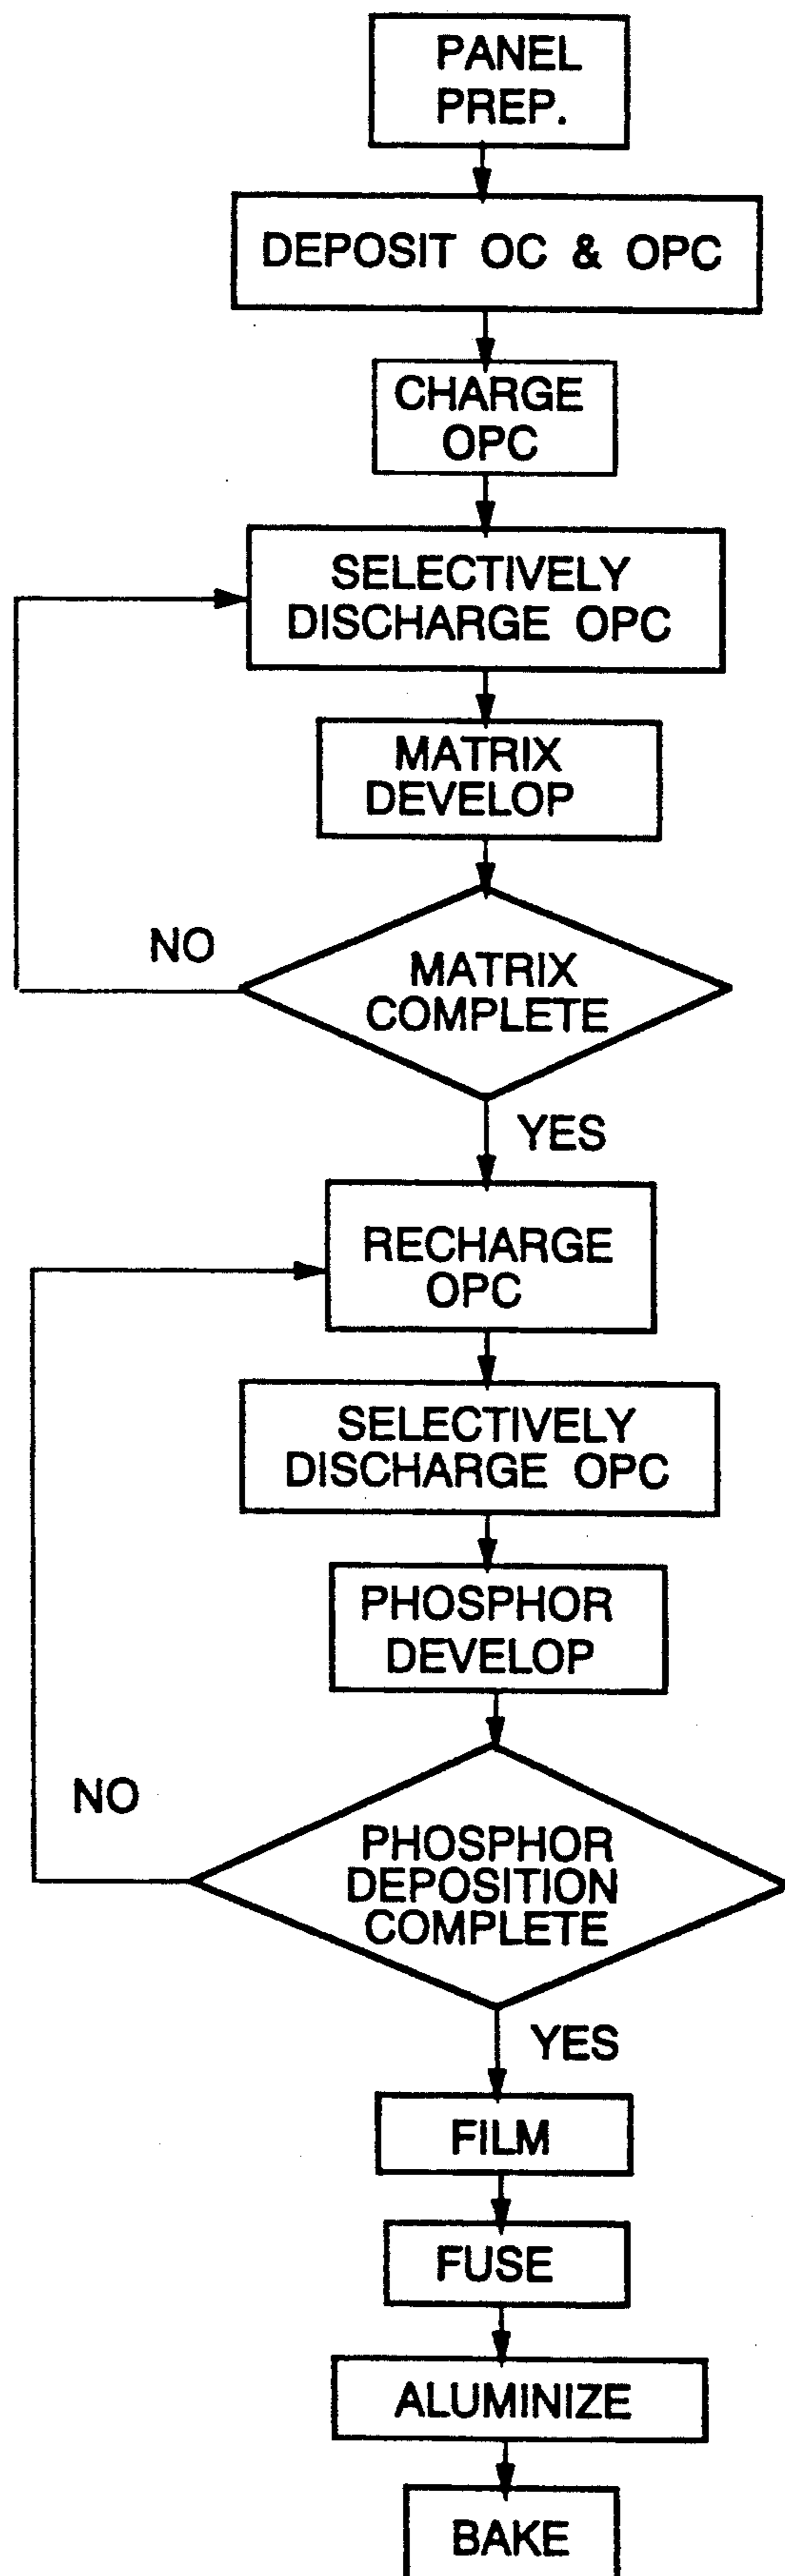 PANEL
PREP.
DEPOSIT OC & OPC
CHARGE
OPC
SELECTIVELY
DISCHARGE OPC
MATRIX
DEVELOP
NO
MATRIX
COMPLETE
YES
RECHARGE
OPC
SELECTIVELY
DISCHARGE OPC
PHOSPHOR
DEVELOP
NO
PHOSPHOR
DEPOSITION
COMPLETE
YES
FILM
FUSE
ALUMINIZE
BAKE